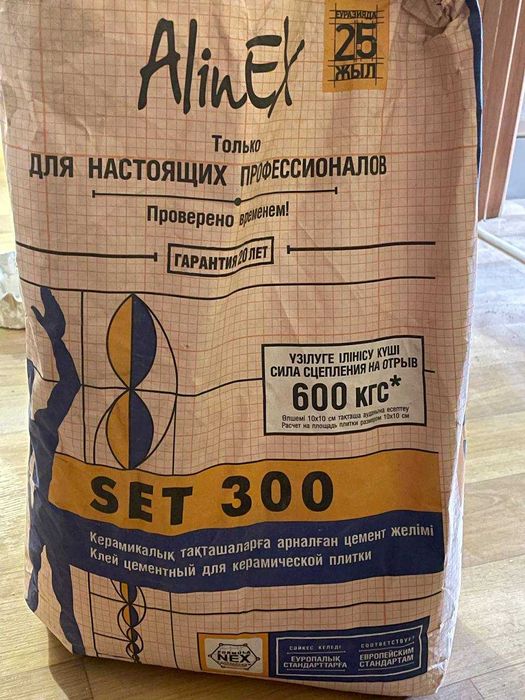 ЕУРАЗИЯДА
25
ЖЫЛ
AlinEX
Только
ДЛЯ НАСТОЯЩИХ ПРОФЕССИОНАЛОВ
Проверено временем!
ГАРАНТИЯ 20 ЛЕТ
ҮЗІЛУГЕ ІЛІНІСУ КҮШІ
СИЛА СЦЕПЛЕНИЯ НА ОТРЫВ
600 КГС*
Өлшемі 10х10 см тақташа ауданына есептеу
Расчет на площадь плитки размером 10х10 см
SET 300
Керамикалық тақташаларға арналған цемент желімі
Клей цементный для керамической плитки
FORMULA
NEX
СӘЙКЕС КЕЛЕДІ
ЕУРОПАЛЫҚ
СТАНДАРТТАРҒА
СООТВЕТСТВУЕТ
ЕВРОПЕЙСКИМ
СТАНДАРТАМ